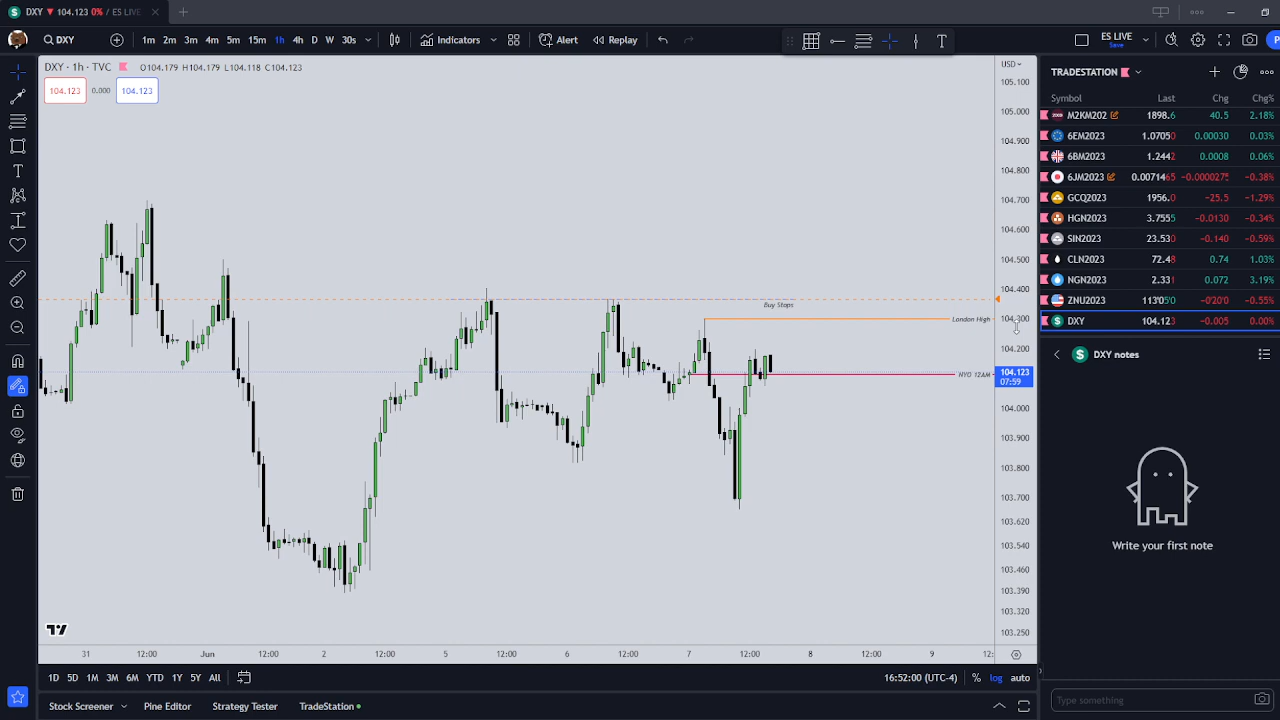 DXY ▼ 104.123 0% / ES LIVE
DXY
1m 2m 3m 4m 5m 15m 1h 4h D W 30s
Indicators
Alert
Replay
ES LIVE
Save
DXY · 1h · TVC
O104.179 H104.179 L104.118 C104.123
104.123
0.000
104.123
USD
105.100
105.000
104.900
104.800
104.700
104.600
104.500
104.400
104.300
104.200
104.123
07:59
104.000
103.900
103.800
103.700
103.620
103.540
103.460
103.390
103.320
103.250
Buy Stops
London High
NYO 12AM
31 12:00 Jun 12:00 2 12:00 5 12:00 6 12:00 7 12:00 8 12:00 9 12:
1D 5D 1M 3M 6M YTD 1Y 5Y All
16:52:00 (UTC-4)
% log auto
Stock Screener
Pine Editor
Strategy Tester
TradeStation
TRADESTATION
Symbol Last Chg Chg%
M2KM202 1898.6 40.5 2.18%
6EM2023 1.07050 0.00030 0.03%
6BM2023 1.2442 0.0008 0.06%
6JM2023 0.0071465 −0.0000275 −0.38%
GCQ2023 1956.0 −25.5 −1.29%
HGN2023 3.7555 −0.0130 −0.34%
SIN2023 23.530 −0.140 −0.59%
CLN2023 72.48 0.74 1.03%
NGN2023 2.331 0.072 3.19%
ZNU2023 113'05'0 −0'20'0 −0.55%
DXY 104.123 −0.005 0.00%
DXY notes
Write your first note
Type something